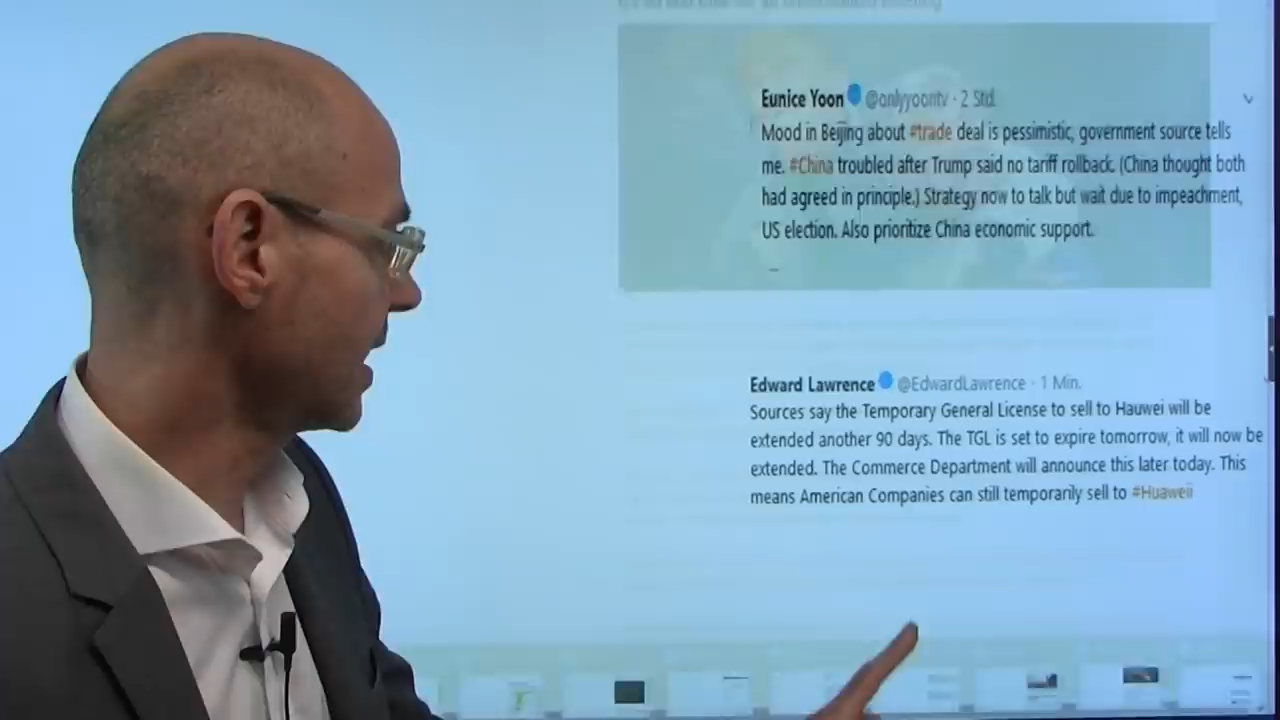 Eunice Yoon @onlyyoontv · 2 Std.
Mood in Beijing about #trade deal is pessimistic, government source tells
me. #China troubled after Trump said no tariff rollback. (China thought both
had agreed in principle.) Strategy now to talk but wait due to impeachment,
US election. Also prioritize China economic support.
Edward Lawrence @EdwardLawrence · 1 Min.
Sources say the Temporary General License to sell to Hauwei will be
extended another 90 days. The TGL is set to expire tomorrow, it will now be
extended. The Commerce Department will announce this later today. This
means American Companies can still temporarily sell to #Huaweii